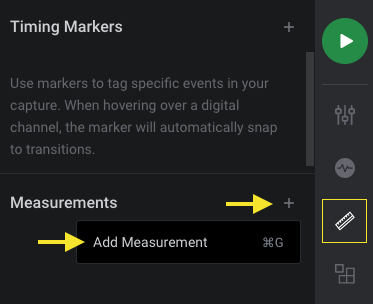 Timing Markers +
Use markers to tag specific events in your
capture. When hovering over a digital
channel, the marker will automatically snap
to transitions.
Measurements +
Add Measurement ⌘G